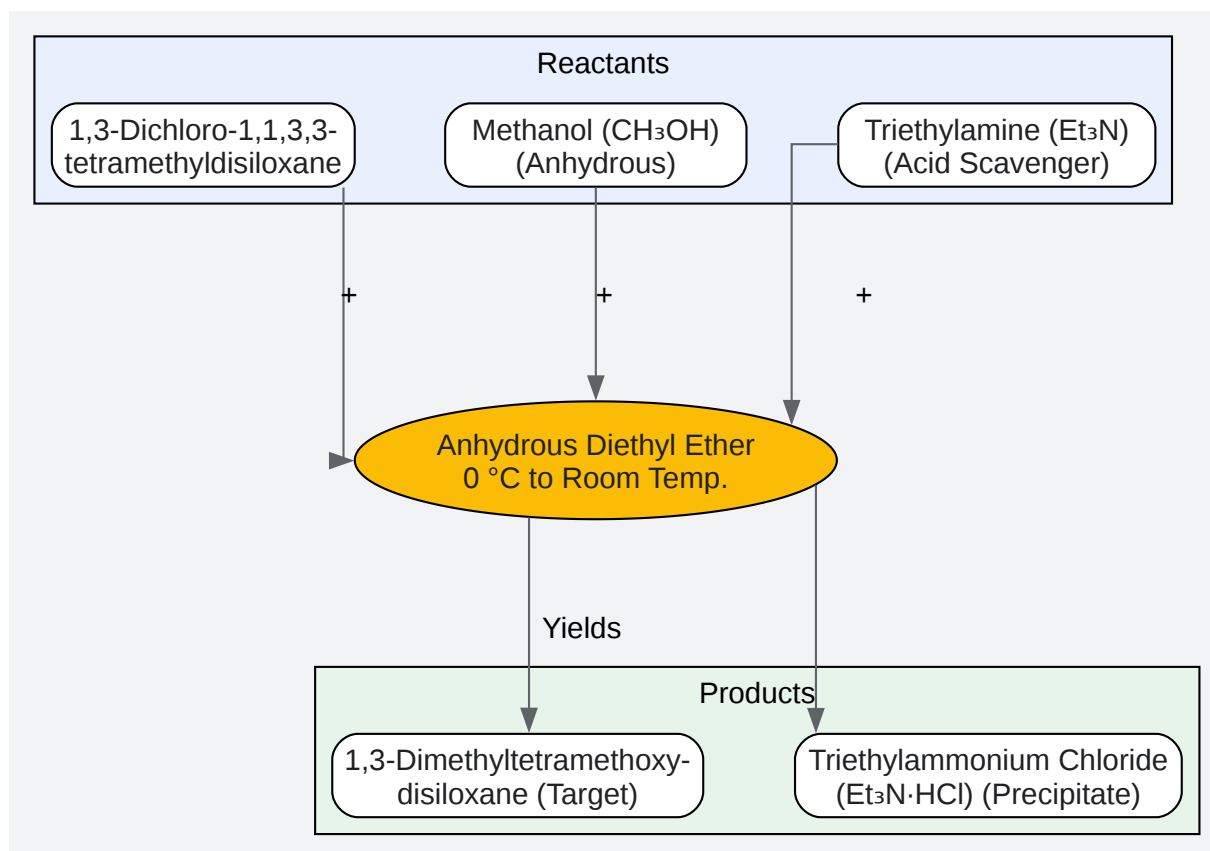 Reactants
1,3-Dichloro-1,1,3,3-
tetramethyldisiloxane
Methanol (CH₃OH)
(Anhydrous)
Triethylamine (Et₃N)
(Acid Scavenger)
+
+
+
Anhydrous Diethyl Ether
0 °C to Room Temp.
Yields
Products
1,3-Dimethyltetramethoxy-
disiloxane (Target)
Triethylammonium Chloride
(Et₃N·HCl) (Precipitate)